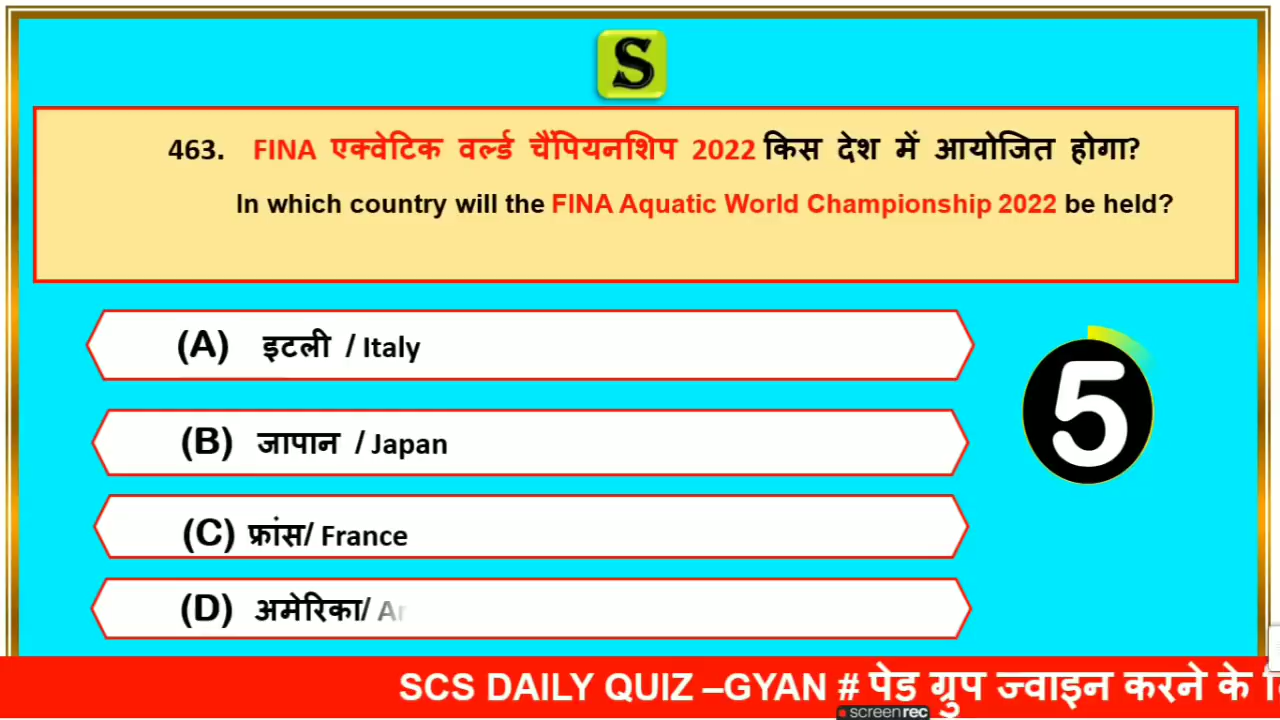 S
463. FINA एक्वेटिक वर्ल्ड चैंपियनशिप 2022 किस देश में आयोजित होगा?
In which country will the FINA Aquatic World Championship 2022 be held?
(A) इटली / Italy
5
(B) जापान / Japan
(C) फ्रांस/ France
(D) अमेरिका/
SCS DAILY QUIZ –GYAN # पेड ग्रुप ज्वाइन करने के
screenrec